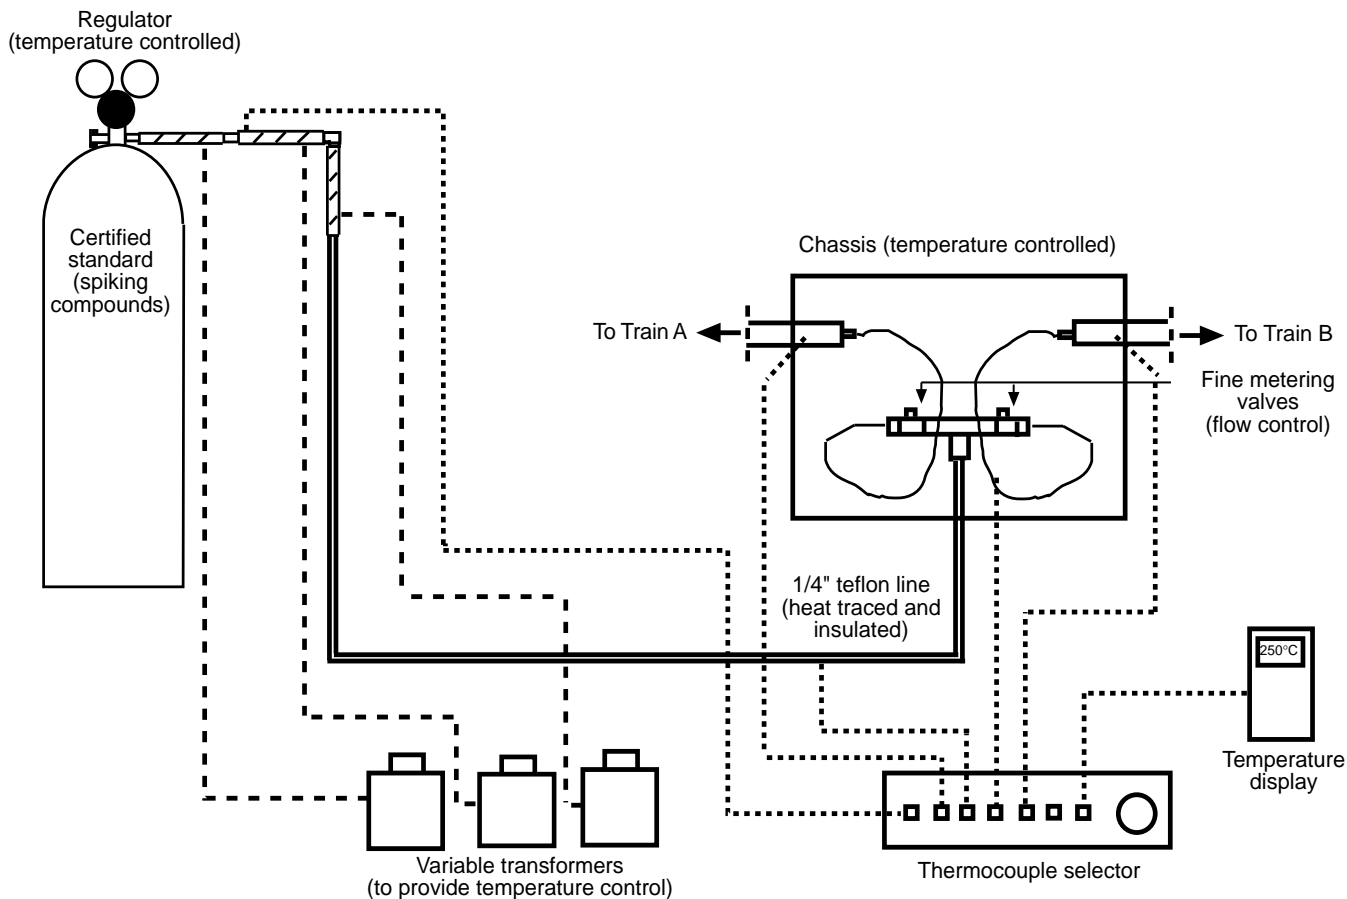 Regulator
(temperature controlled)
Certified
standard
(spiking
compounds)
Chassis (temperature controlled)
To Train A
To Train B
Fine metering
valves
(flow control)
1/4" teflon line
(heat traced and
insulated)
250°C
Temperature
display
Variable transformers
(to provide temperature control)
Thermocouple selector